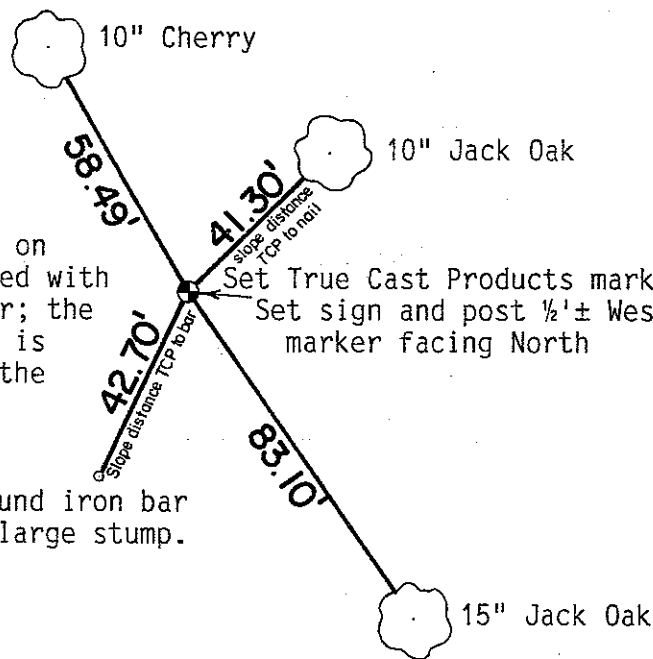 10" Cherry
58.49'
10" Jack Oak
41.30'
slope distance
TCP to nail
on
ed with
r; the
is
the
Set True Cast Products mark
Set sign and post ½'± Wes
marker facing North
42.70'
Slope distance TCP to bar
und iron bar
large stump.
83.10'
15" Jack Oak